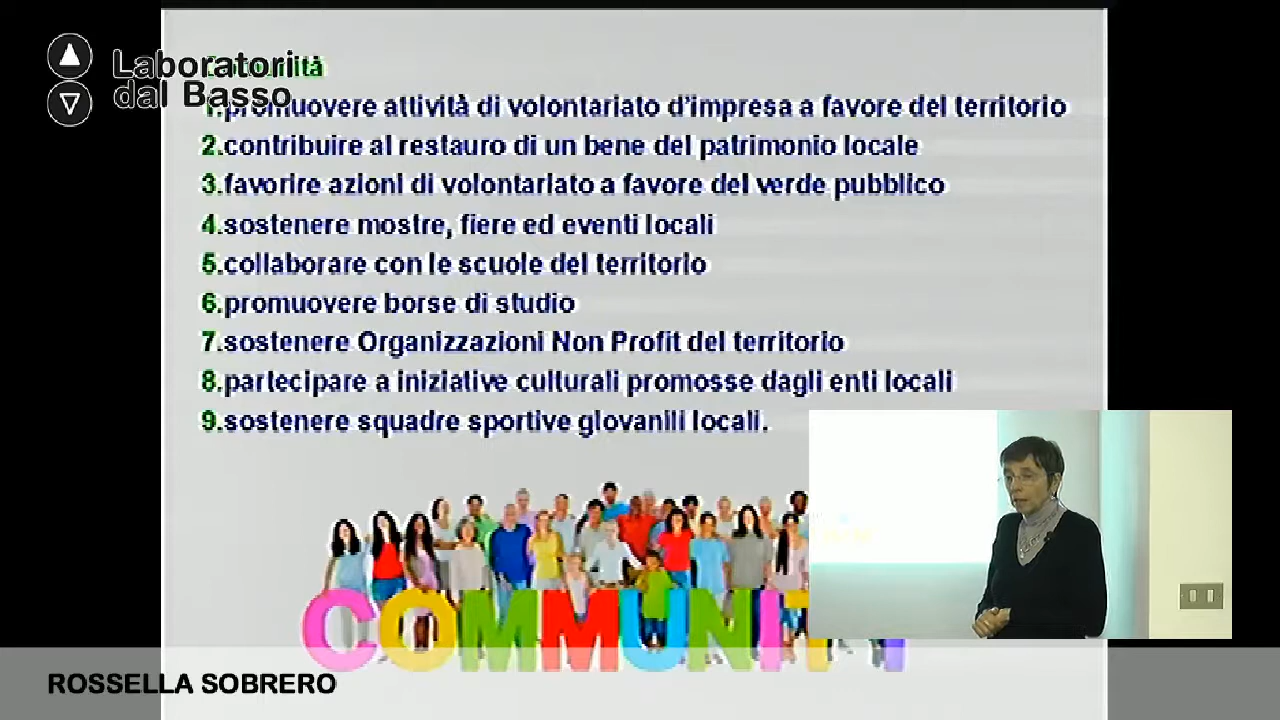 Laboratorii
dal Basso
1.promuovere attività di volontariato d'impresa a favore del territorio
2.contribuire al restauro di un bene del patrimonio locale
3.favorire azioni di volontariato a favore del verde pubblico
4.sostenere mostre, fiere ed eventi locali
5.collaborare con le scuole del territorio
6.promuovere borse di studio
7.sostenere Organizzazioni Non Profit del territorio
8.partecipare a iniziative culturali promosse dagli enti locali
9.sostenere squadre sportive giovanili locali.
COMMUNITY
ROSSELLA SOBRERO